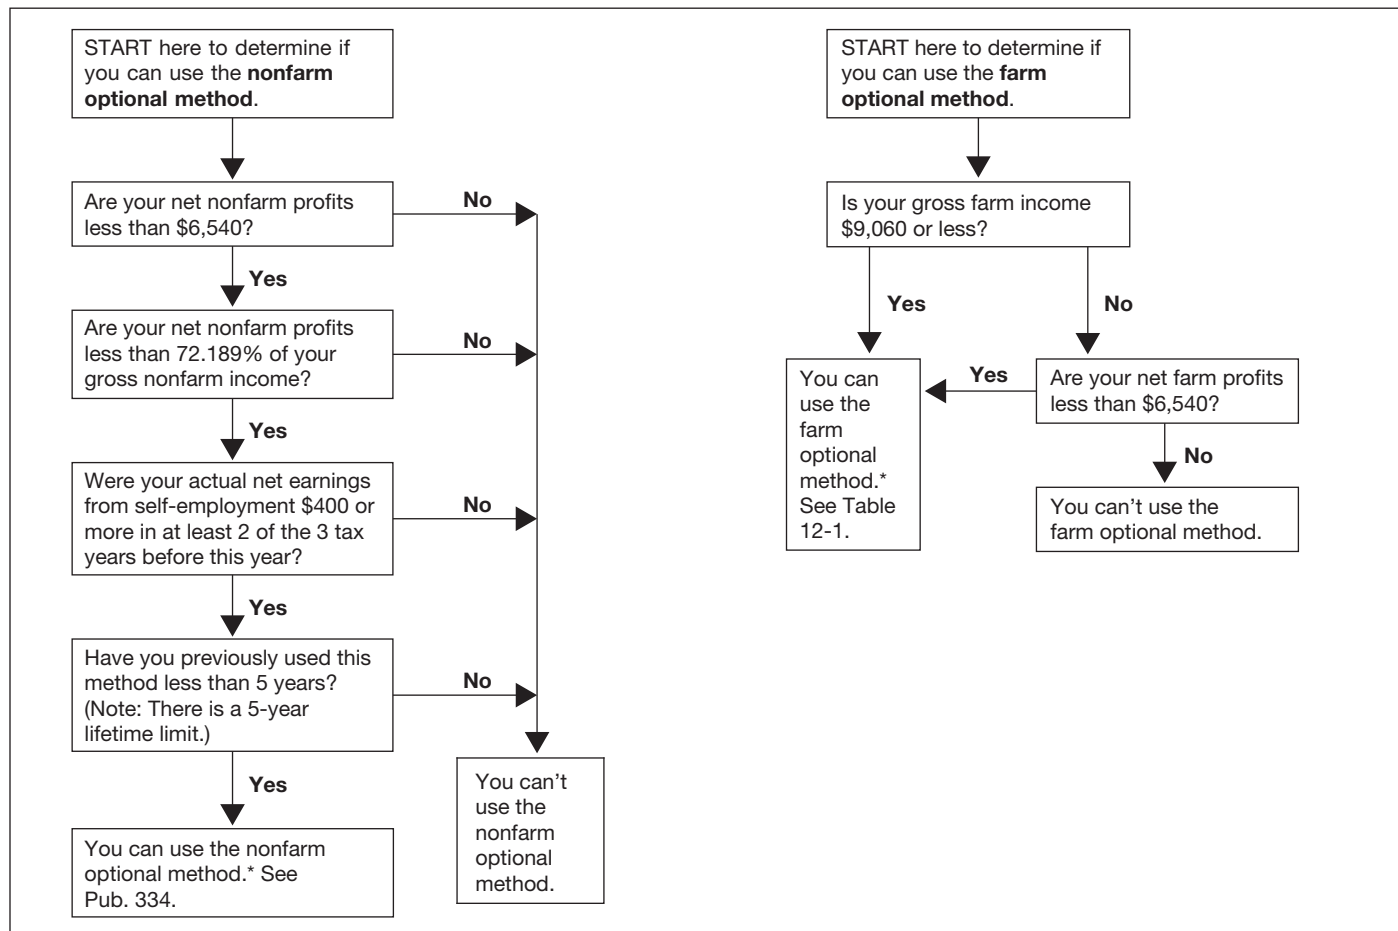 START here to determine if
you can use the nonfarm
optional method.
Are your net nonfarm profits
less than $6,540?
No
Yes
Are your net nonfarm profits
less than 72.189% of your
gross nonfarm income?
No
Yes
Were your actual net earnings
from self-employment $400 or
more in at least 2 of the 3 tax
years before this year?
No
Yes
Have you previously used this
method less than 5 years?
(Note: There is a 5-year
lifetime limit.)
No
Yes
You can use the nonfarm
optional method.* See
Pub. 334.
You can’t
use the
nonfarm
optional
method.
START here to determine if
you can use the farm
optional method.
Is your gross farm income
$9,060 or less?
Yes
No
You can
use the
farm
optional
method.*
See Table
12-1.
Yes
Are your net farm profits
less than $6,540?
No
You can’t use the
farm optional method.